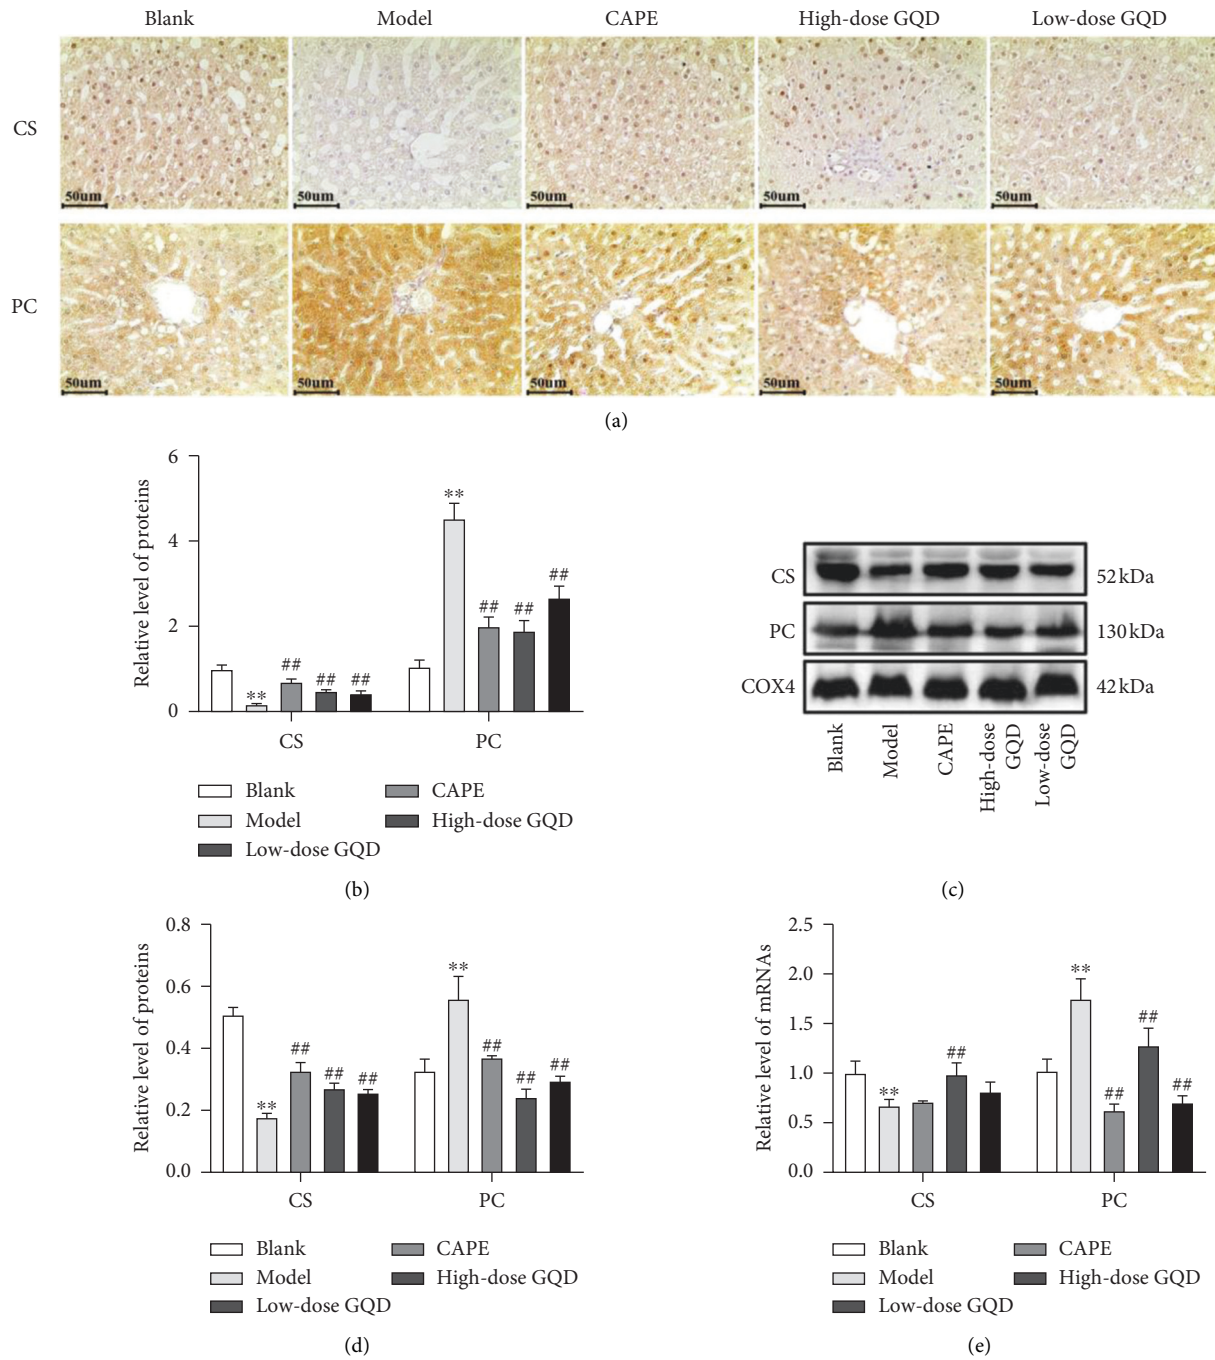 Blank Model CAPE High-dose GQD Low-dose GQD
CS
50um 50um 50um 50um 50um
PC
50um 50um 50um 50um 50um
(a)
Relative level of proteins
6
4
2
0
** ## ## ##
** ## ## ##
CS PC
Blank CAPE
Model High-dose GQD
Low-dose GQD
(b)
CS 52 kDa
PC 130 kDa
COX4 42 kDa
Blank
Model
CAPE
High-dose GQD
Low-dose GQD
(c)
Relative level of proteins
0.8
0.6
0.4
0.2
0.0
** ## ## ##
** ## ## ##
CS PC
Blank CAPE
Model High-dose GQD
Low-dose GQD
(d)
Relative level of mRNAs
2.5
2.0
1.5
1.0
0.5
0.0
** ##
** ## ## ##
CS PC
Blank CAPE
Model High-dose GQD
Low-dose GQD
(e)